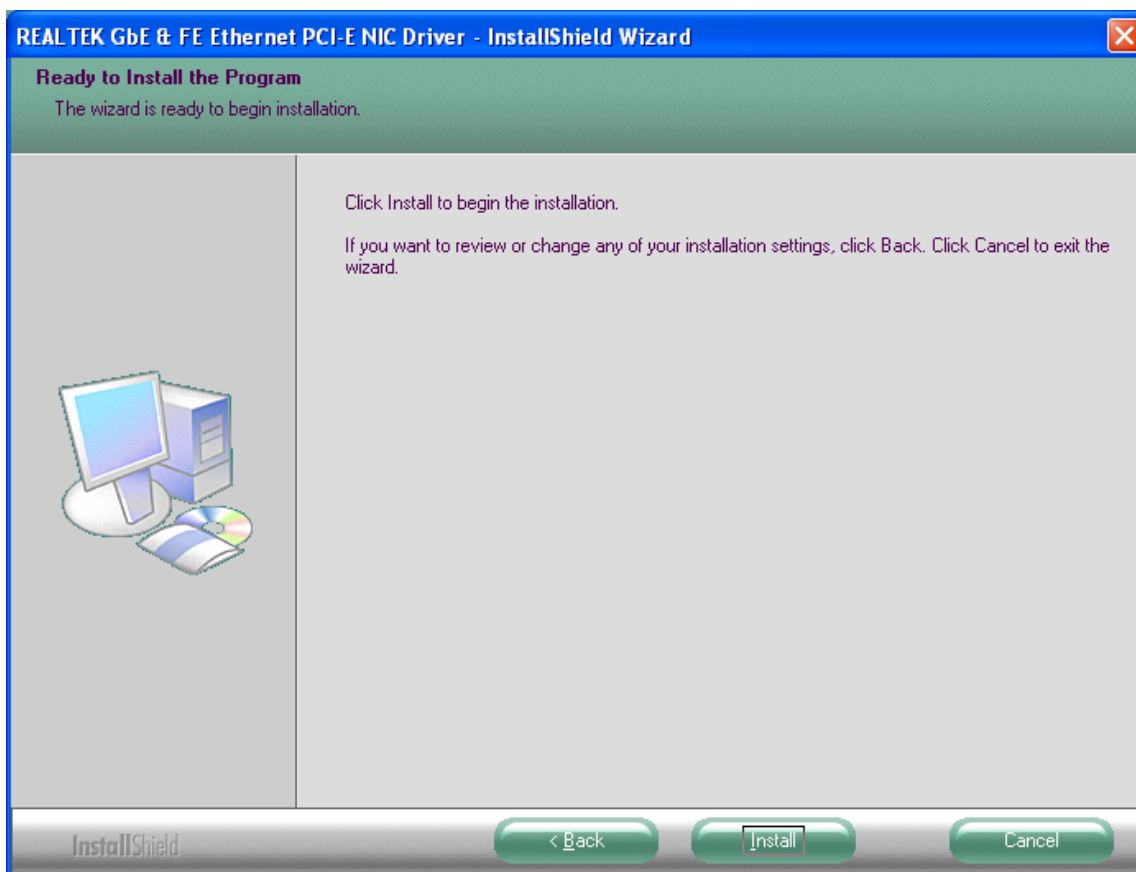 REALTEK GbE & FE Ethernet PCI-E NIC Driver - InstallShield Wizard
Ready to Install the Program
The wizard is ready to begin installation.
Click Install to begin the installation.
If you want to review or change any of your installation settings, click Back. Click Cancel to exit the
wizard.
InstallShield
< Back
Install
Cancel